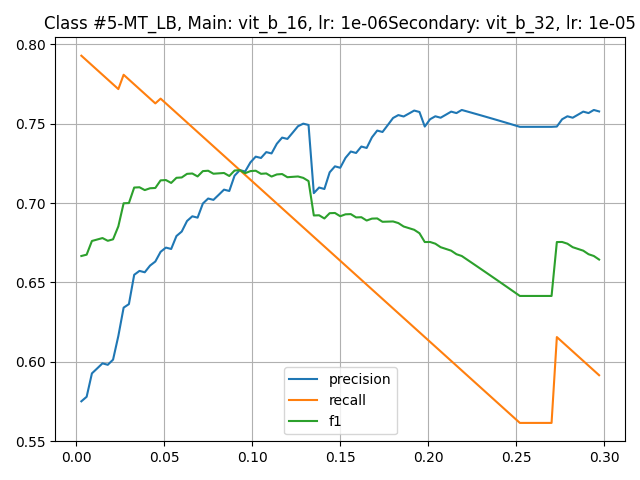 Class #5-MT_LB, Main: vit_b_16, lr: 1e-06Secondary: vit_b_32, lr: 1e-05
0.80
0.75
0.70
0.65
0.60
0.55
precision
recall
f1
0.00 0.05 0.10 0.15 0.20 0.25 0.30